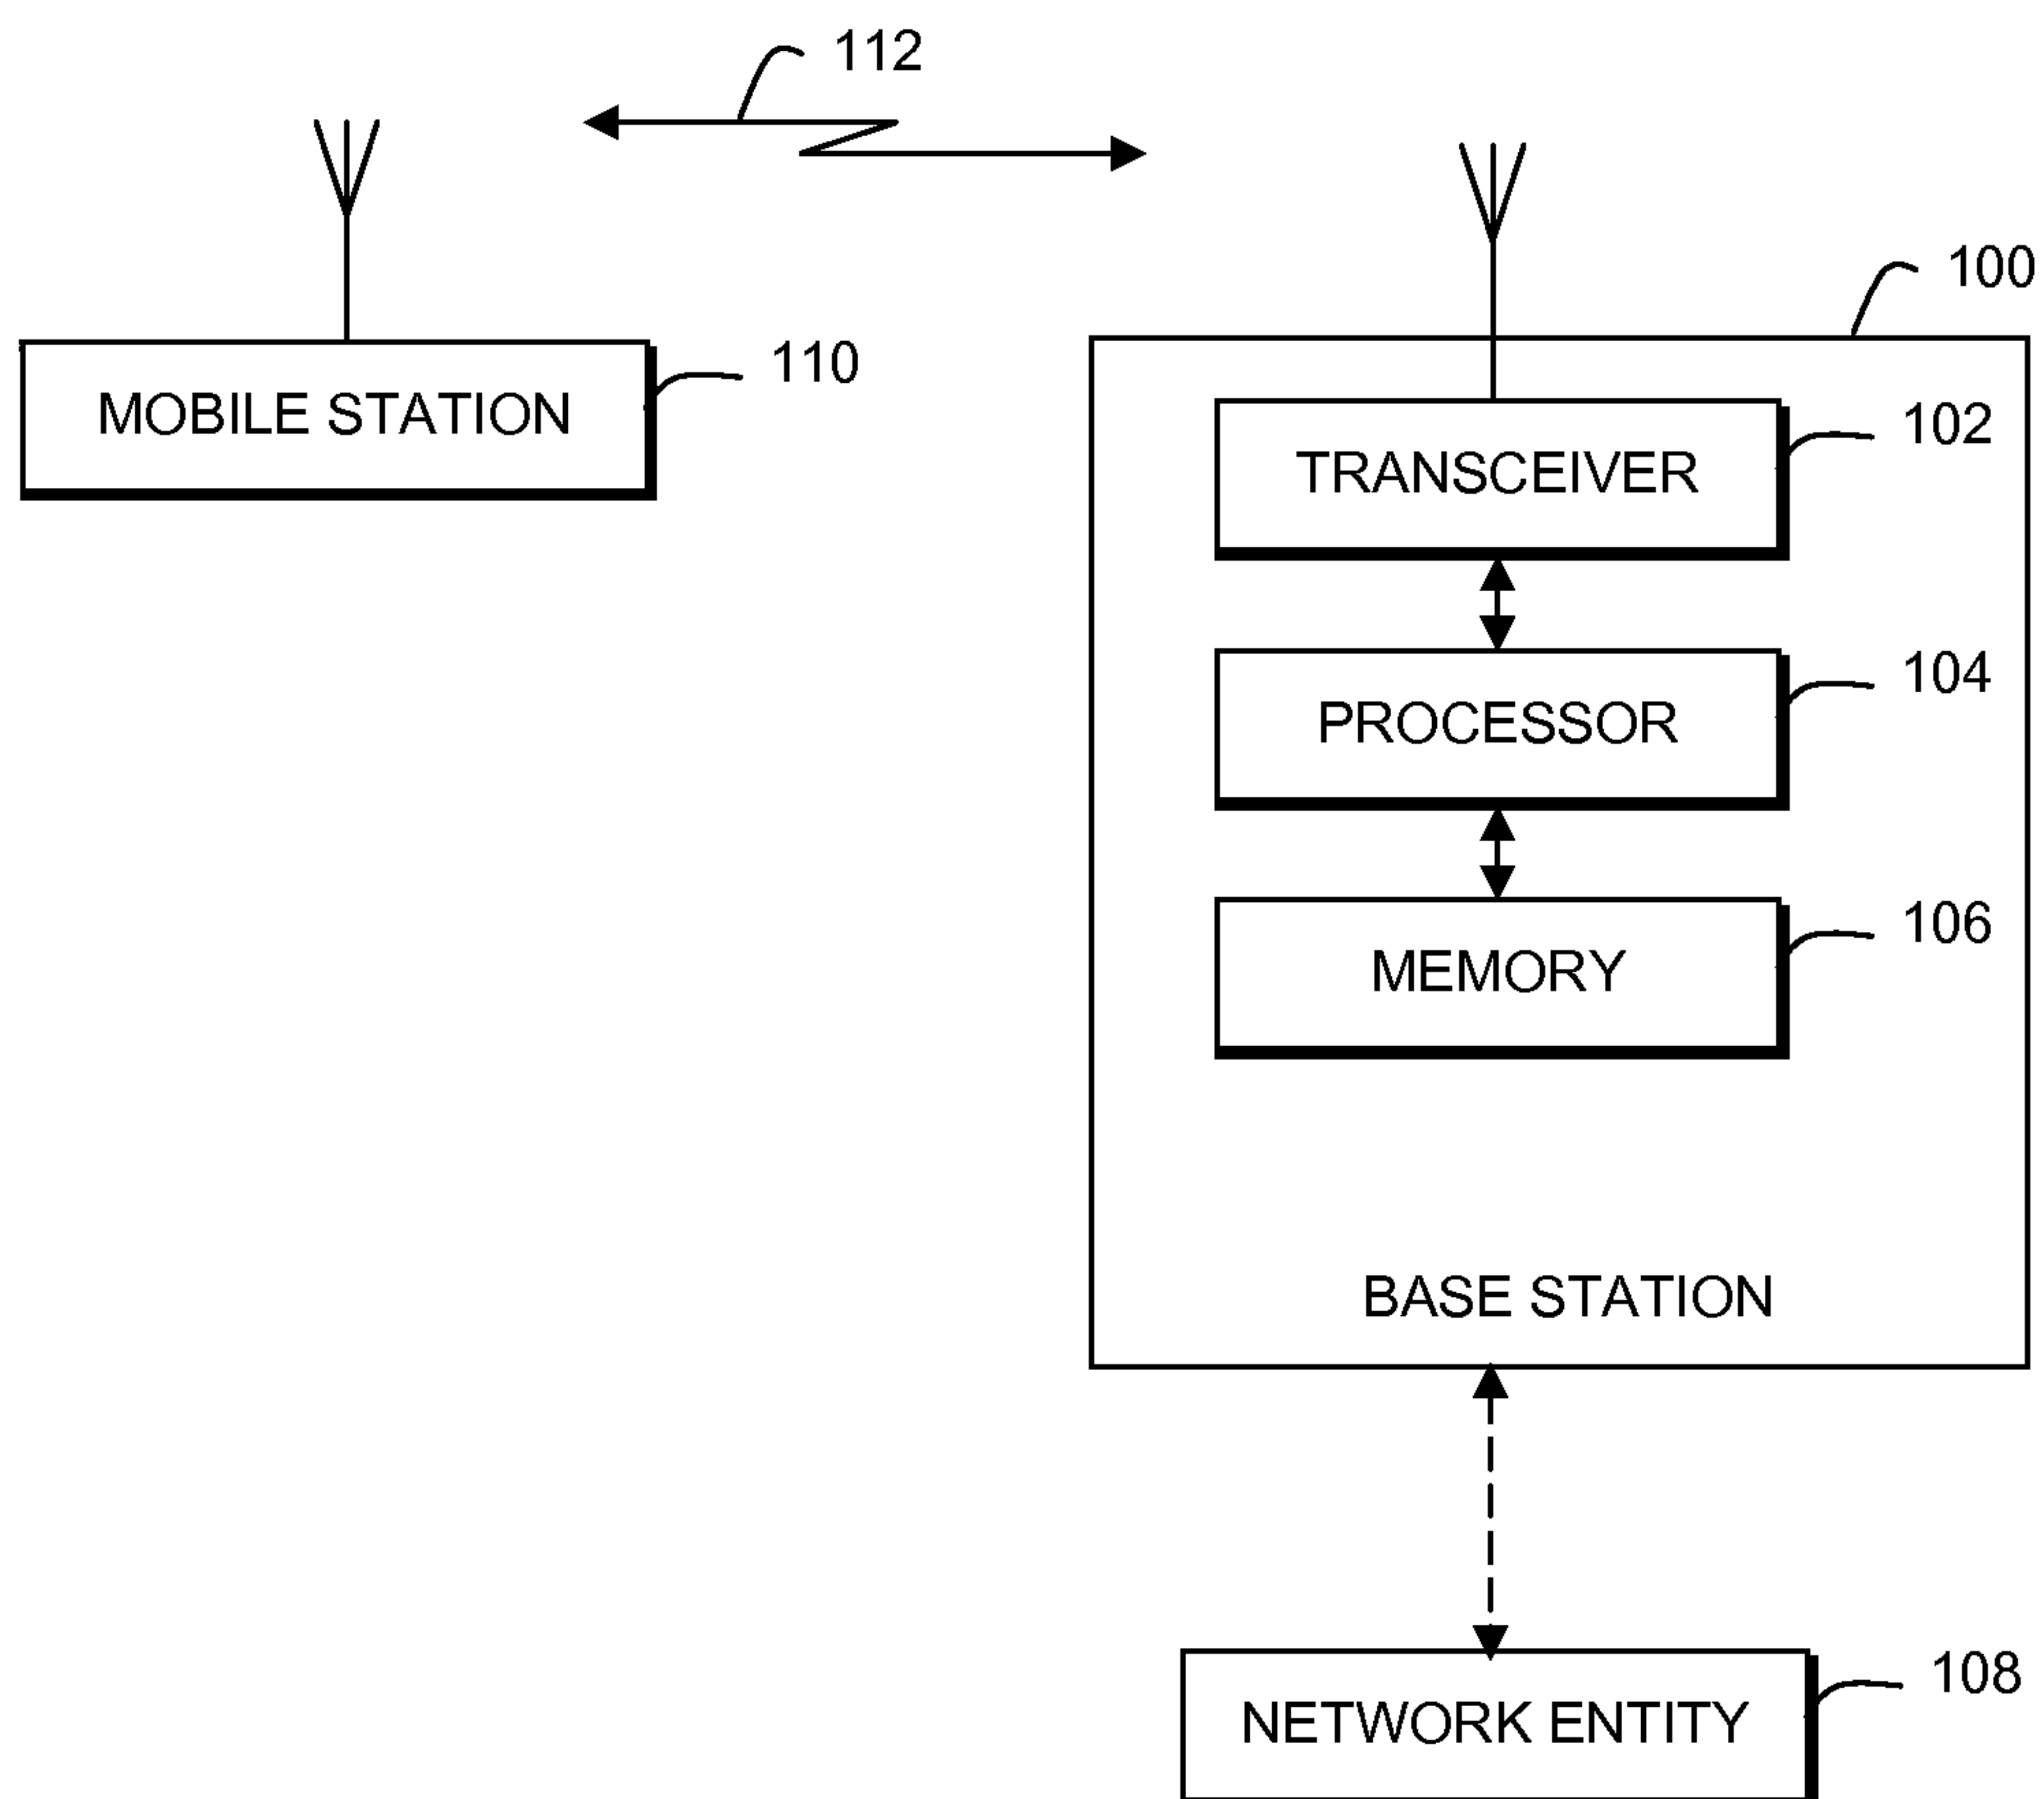 112
100
110
MOBILE STATION
102
TRANSCEIVER
104
PROCESSOR
106
MEMORY
BASE STATION
108
NETWORK ENTITY